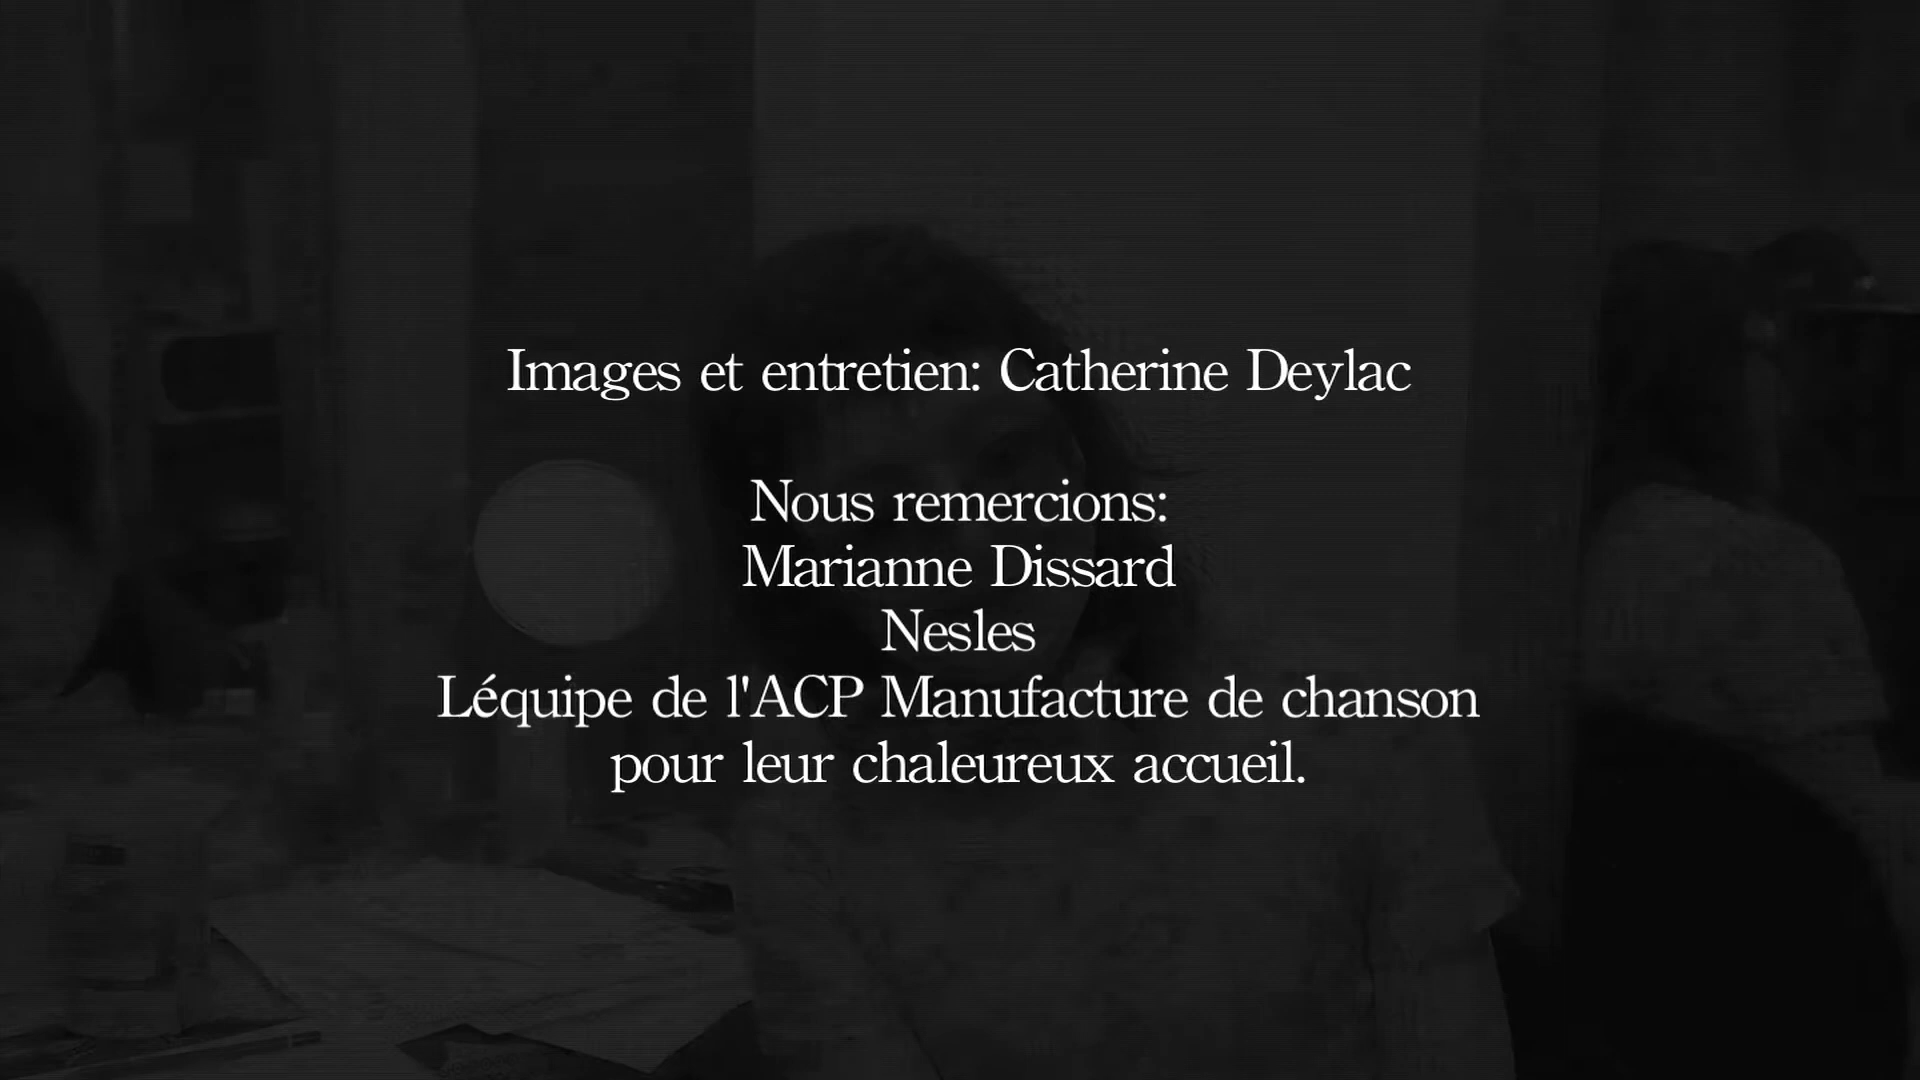 Images et entretien: Catherine Deylac
Nous remercions:
Marianne Dissard
Nesles
Léquipe de l'ACP Manufacture de chanson
pour leur chaleureux accueil.